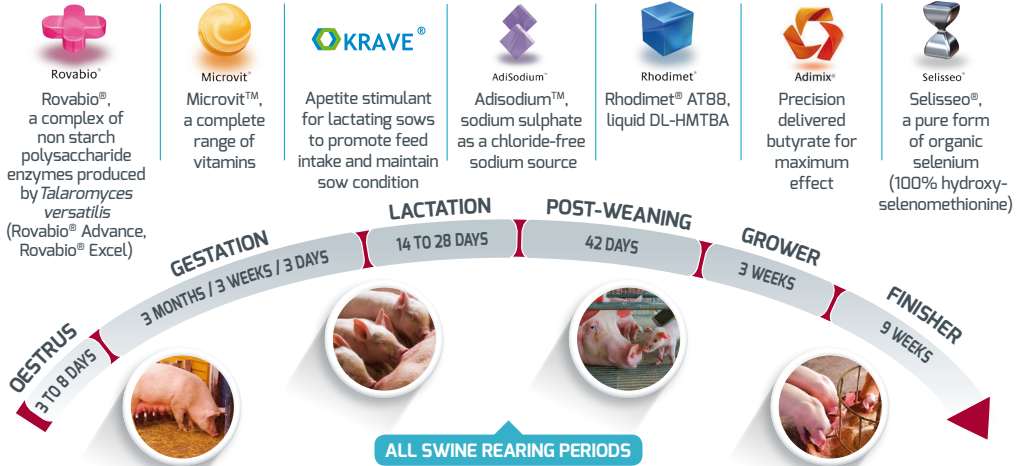 Rovabio®
Rovabio®,
a complex of
non starch
polysaccharide
enzymes produced
by Talaromyces
versatilis
(Rovabio® Advance,
Rovabio® Excel)
Microvit®
Microvit™,
a complete
range of
vitamins
KRAVE®
Apetite stimulant
for lactating sows
to promote feed
intake and maintain
sow condition
AdiSodium™
Adisodium™,
sodium sulphate
as a chloride-free
sodium source
Rhodimet®
Rhodimet® AT88,
liquid DL-HMTBA
Adimix®
Precision
delivered
butyrate for
maximum
effect
Selisseo®
Selisseo®,
a pure form
of organic
selenium
(100% hydroxy-
selenomethionine)
OESTRUS
3 TO 8 DAYS
GESTATION
3 MONTHS / 3 WEEKS / 3 DAYS
LACTATION
14 TO 28 DAYS
POST-WEANING
42 DAYS
GROWER
3 WEEKS
FINISHER
9 WEEKS
ALL SWINE REARING PERIODS